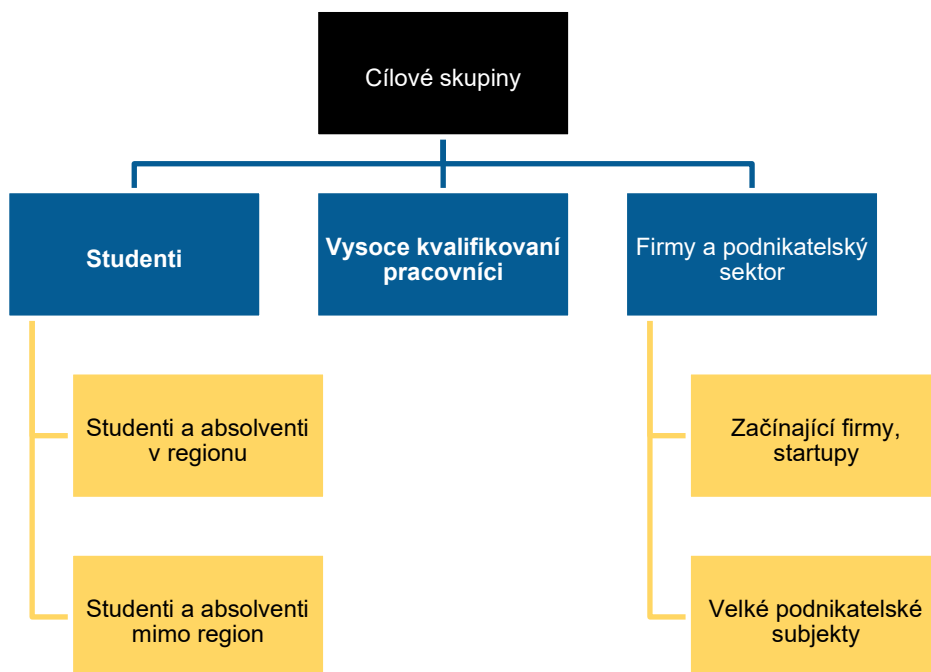 Cílové skupiny
Studenti
Vysoce kvalifikovaní
pracovníci
Firmy a podnikatelský
sektor
Studenti a absolventi
v regionu
Začínající firmy,
startupy
Studenti a absolventi
mimo region
Velké podnikatelské
subjekty